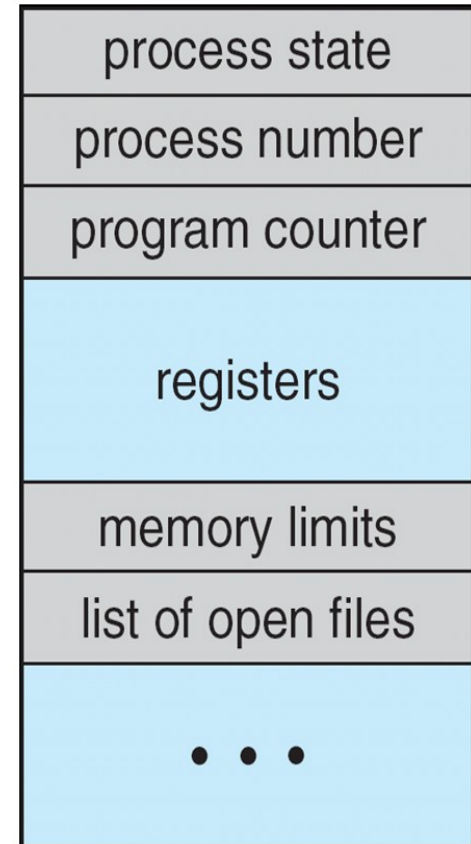 process state
process number
program counter
registers
memory limits
list of open files
• • •